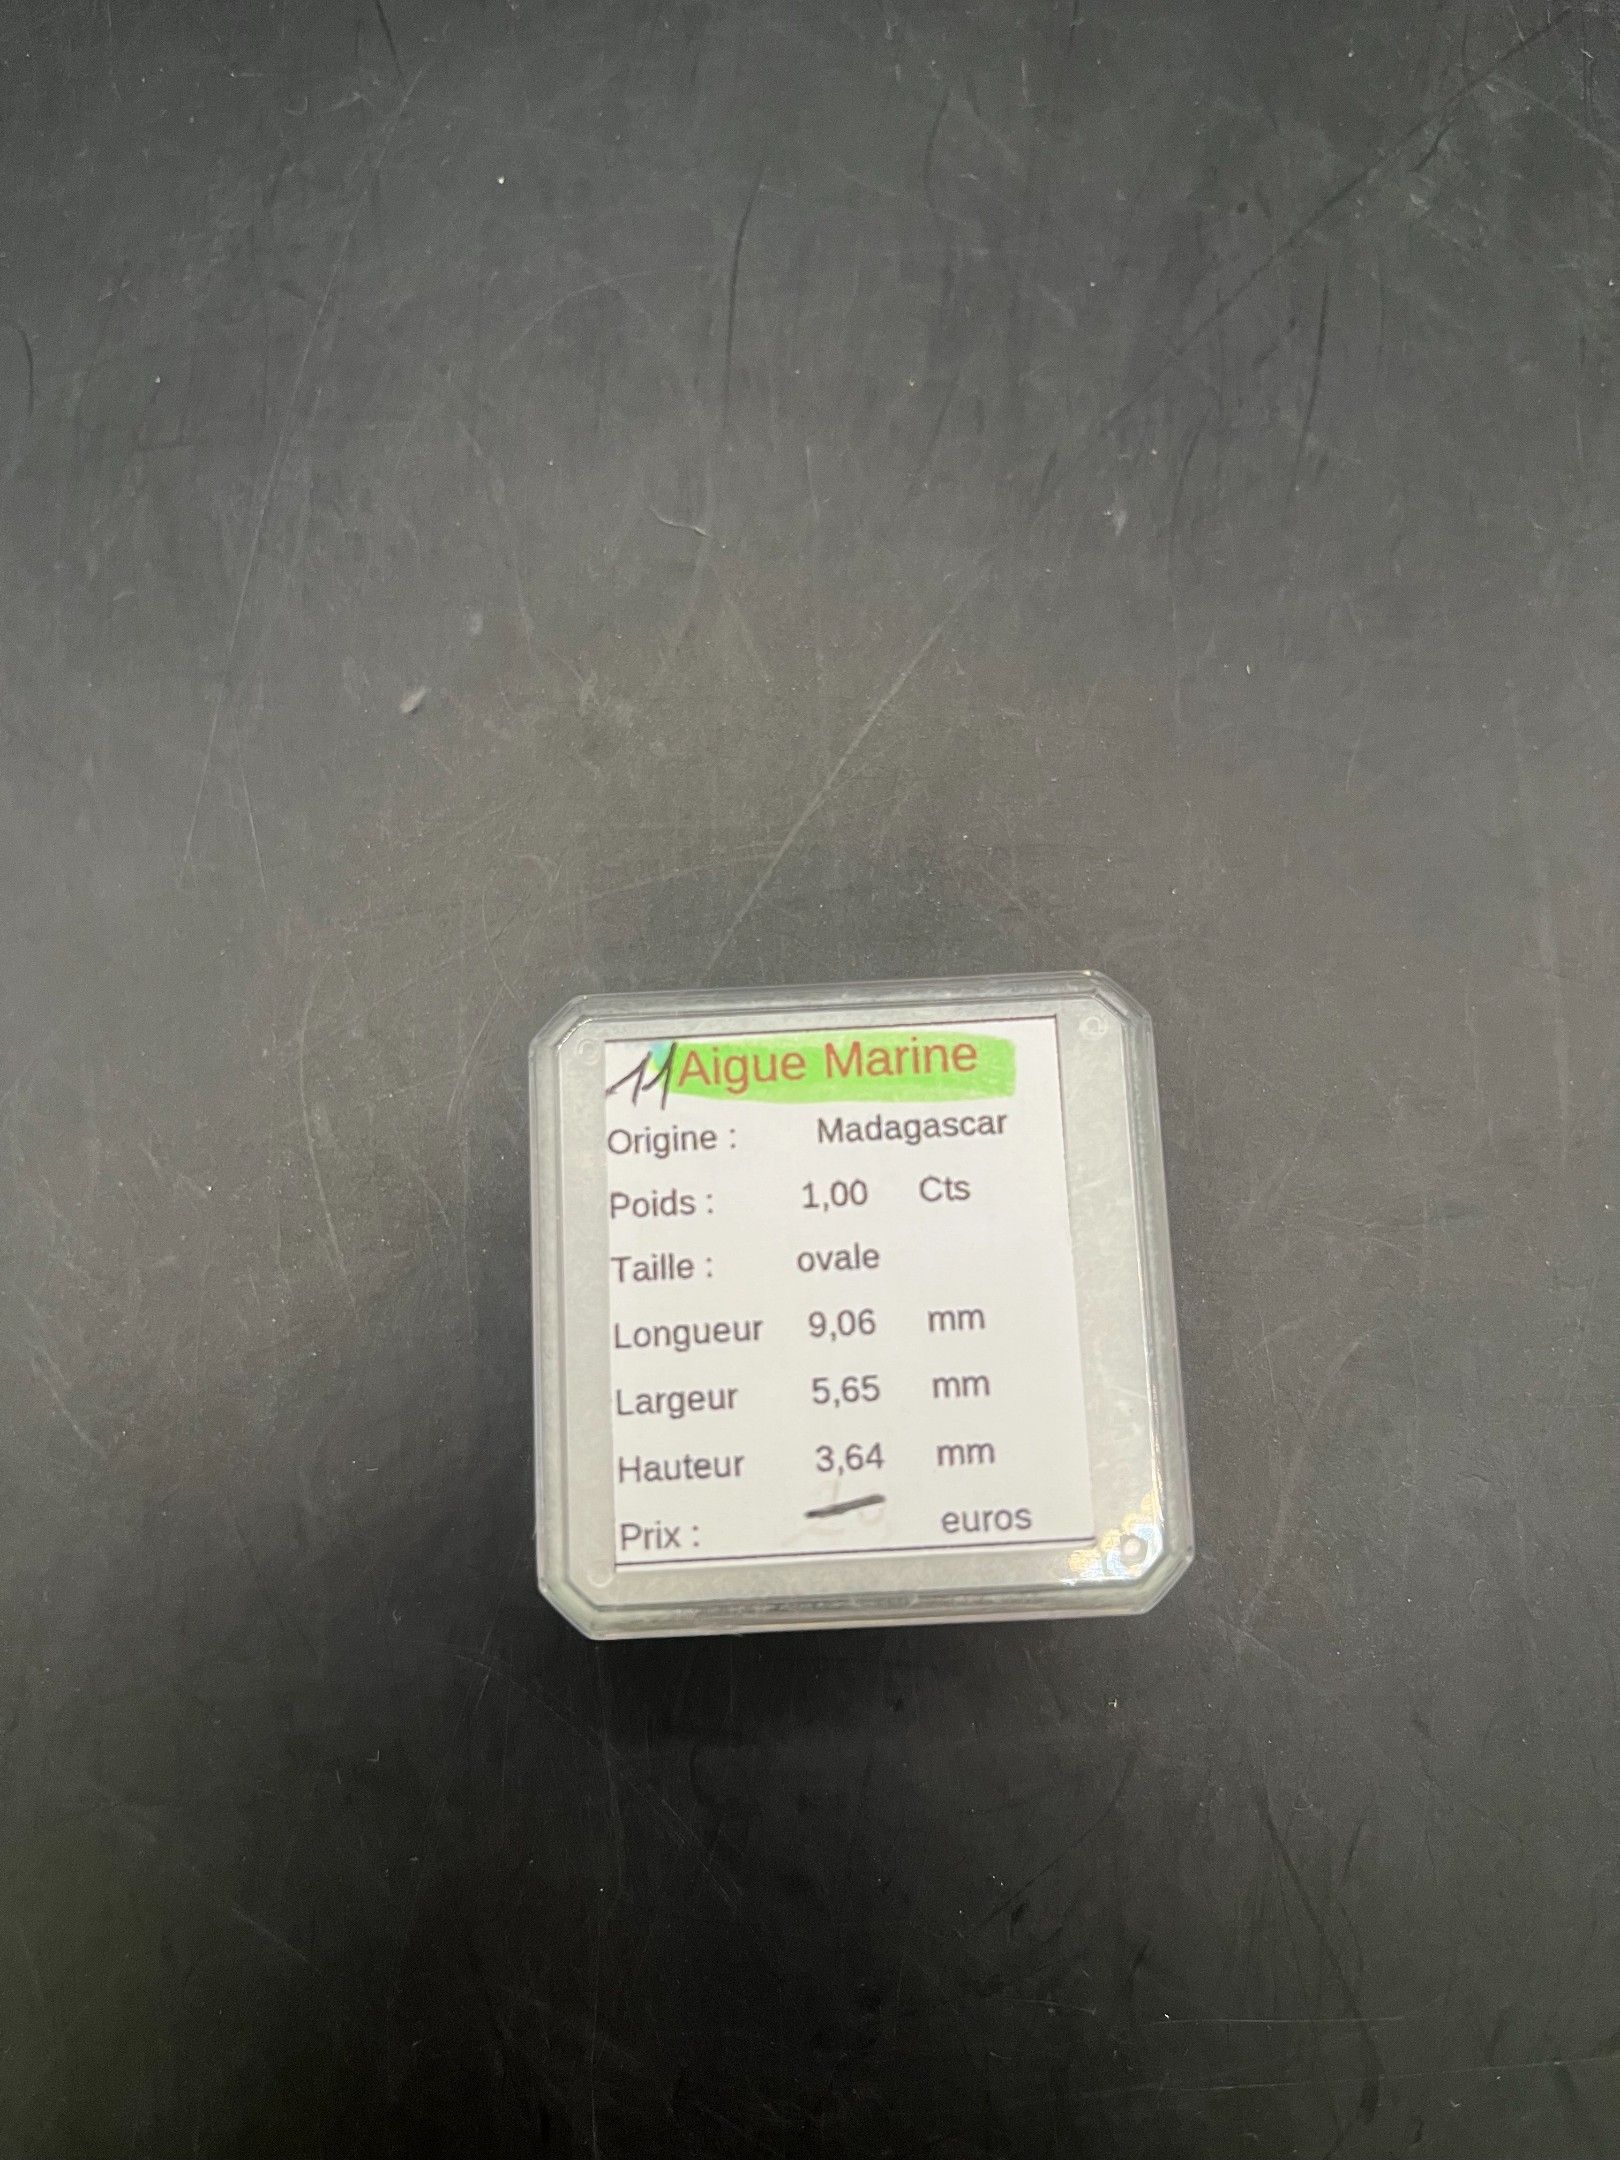 11 Aigue Marine
Origine : Madagascar
Poids : 1,00 Cts
Taille : ovale
Longueur 9,06 mm
Largeur 5,65 mm
Hauteur 3,64 mm
Prix : euros